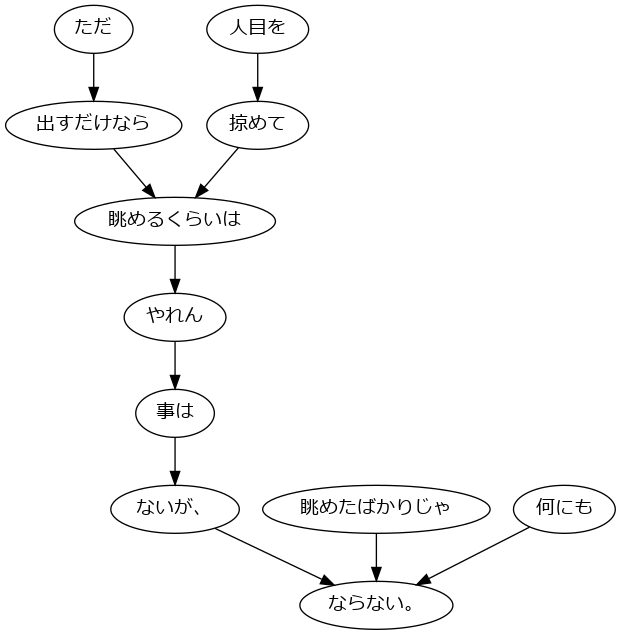 ただ
人目を
出すだけなら
掠めて
眺めるくらいは
やれん
事は
ないが、
眺めたばかりじゃ
何にも
ならない。